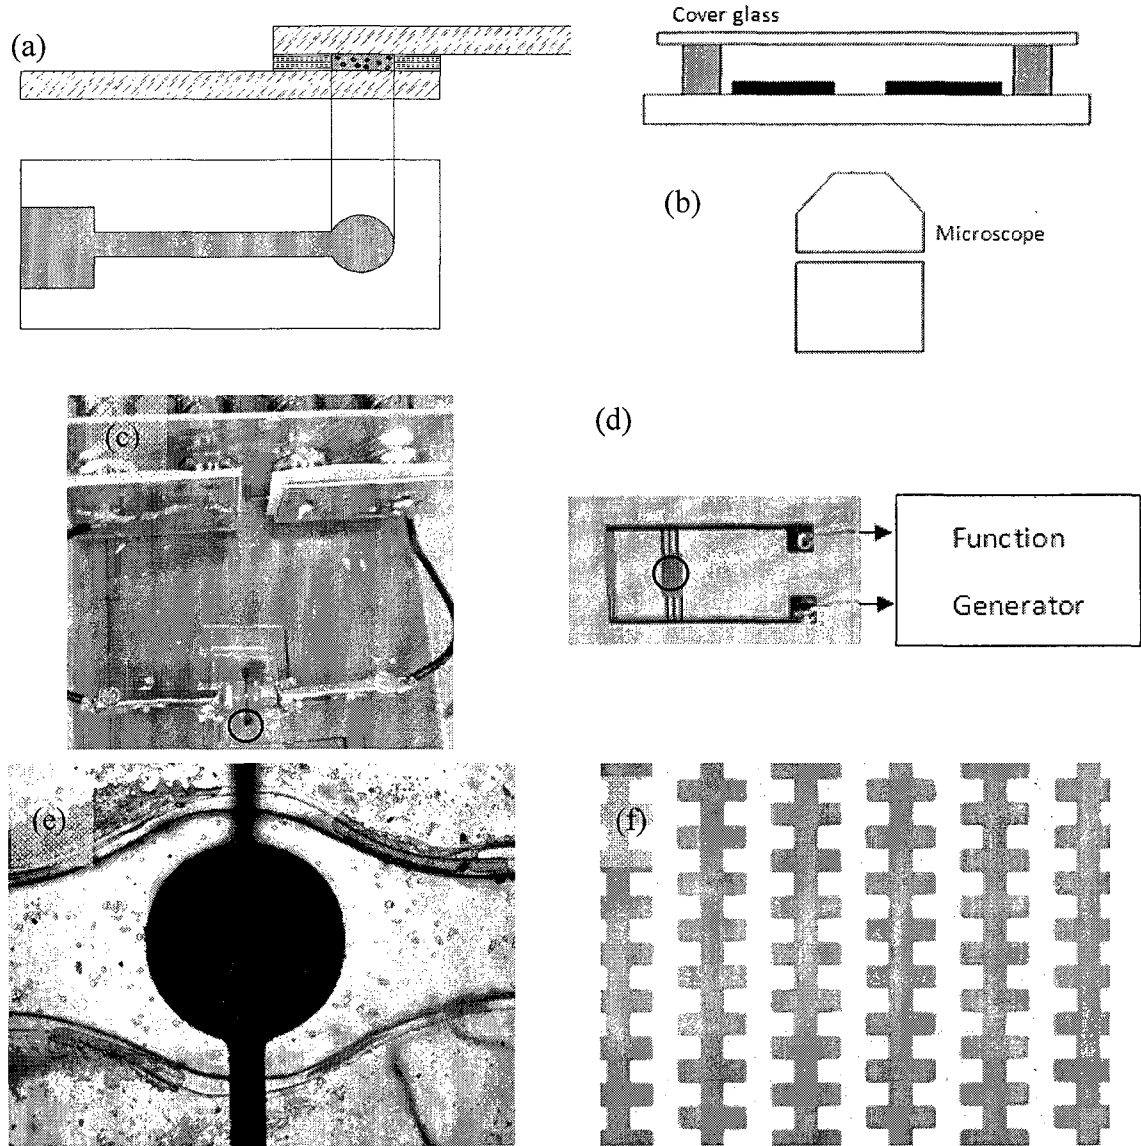 (a)
Cover glass
(b)
Microscope
(c)
(d)
Function
Generator
(e)
(f)